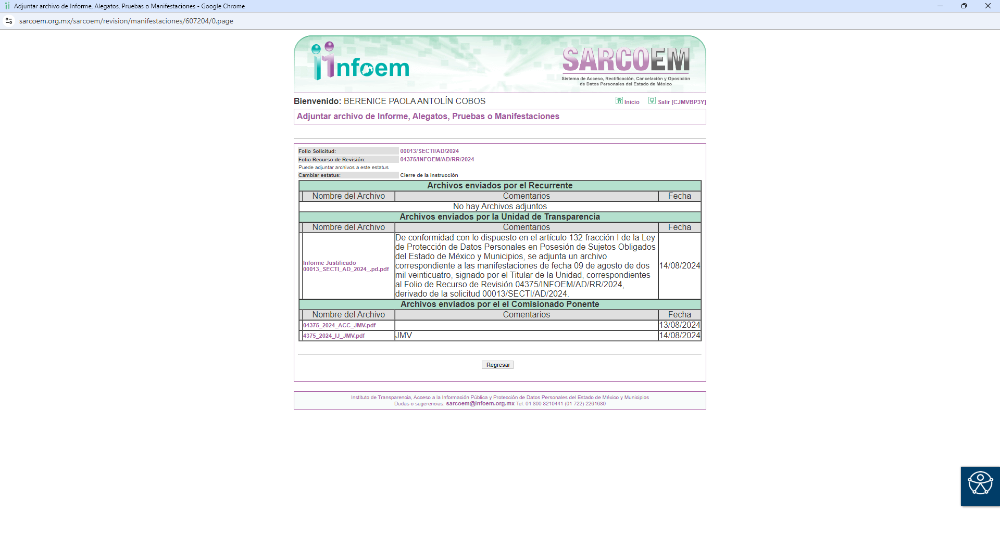 Adjuntar archivo de Informe, Alegatos, Pruebas o Manifestaciones - Google Chrome
sarcoem.org.mx/sarcoem/revision/manifestaciones/607204/0.page
infoem
SARCOEM
Sistema de Acceso, Rectificación, Cancelación y Oposición
de Datos Personales del Estado de México
Bienvenido: BERENICE PAOLA ANTOLÍN COBOS
Inicio
Salir [CJMVBP3Y]
Adjuntar archivo de Informe, Alegatos, Pruebas o Manifestaciones
Folio Solicitud: 00013/SECTI/AD/2024
Folio Recurso de Revisión: 04375/INFOEM/AD/RR/2024
Puede adjuntar archivos a este estatus
Cambiar estatus: Cierre de la instrucción
Archivos enviados por el Recurrente
Nombre del Archivo Comentarios Fecha
No hay Archivos adjuntos
Archivos enviados por la Unidad de Transparencia
Nombre del Archivo Comentarios Fecha
Informe Justificado
00013_SECTI_AD_2024_.pd.pdf
De conformidad con lo dispuesto en el artículo 132 fracción I de la Ley
de Protección de Datos Personales en Posesión de Sujetos Obligados
del Estado de México y Municipios, se adjunta un archivo
correspondiente a las manifestaciones de fecha 09 de agosto de dos
mil veinticuatro, signado por el Titular de la Unidad, correspondientes
al Folio de Recurso de Revisión 04375/INFOEM/AD/RR/2024,
derivado de la solicitud 00013/SECTI/AD/2024.
14/08/2024
Archivos enviados por el el Comisionado Ponente
Nombre del Archivo Comentarios Fecha
04375_2024_ACC_JMV.pdf 13/08/2024
4375_2024_IJ_JMV.pdf JMV 14/08/2024
Regresar
Instituto de Transparencia, Acceso a la Información Pública y Protección de Datos Personales del Estado de México y Municipios
Dudas o sugerencias: sarcoem@infoem.org.mx Tel. 01 800 8210441 (01 722) 2261680